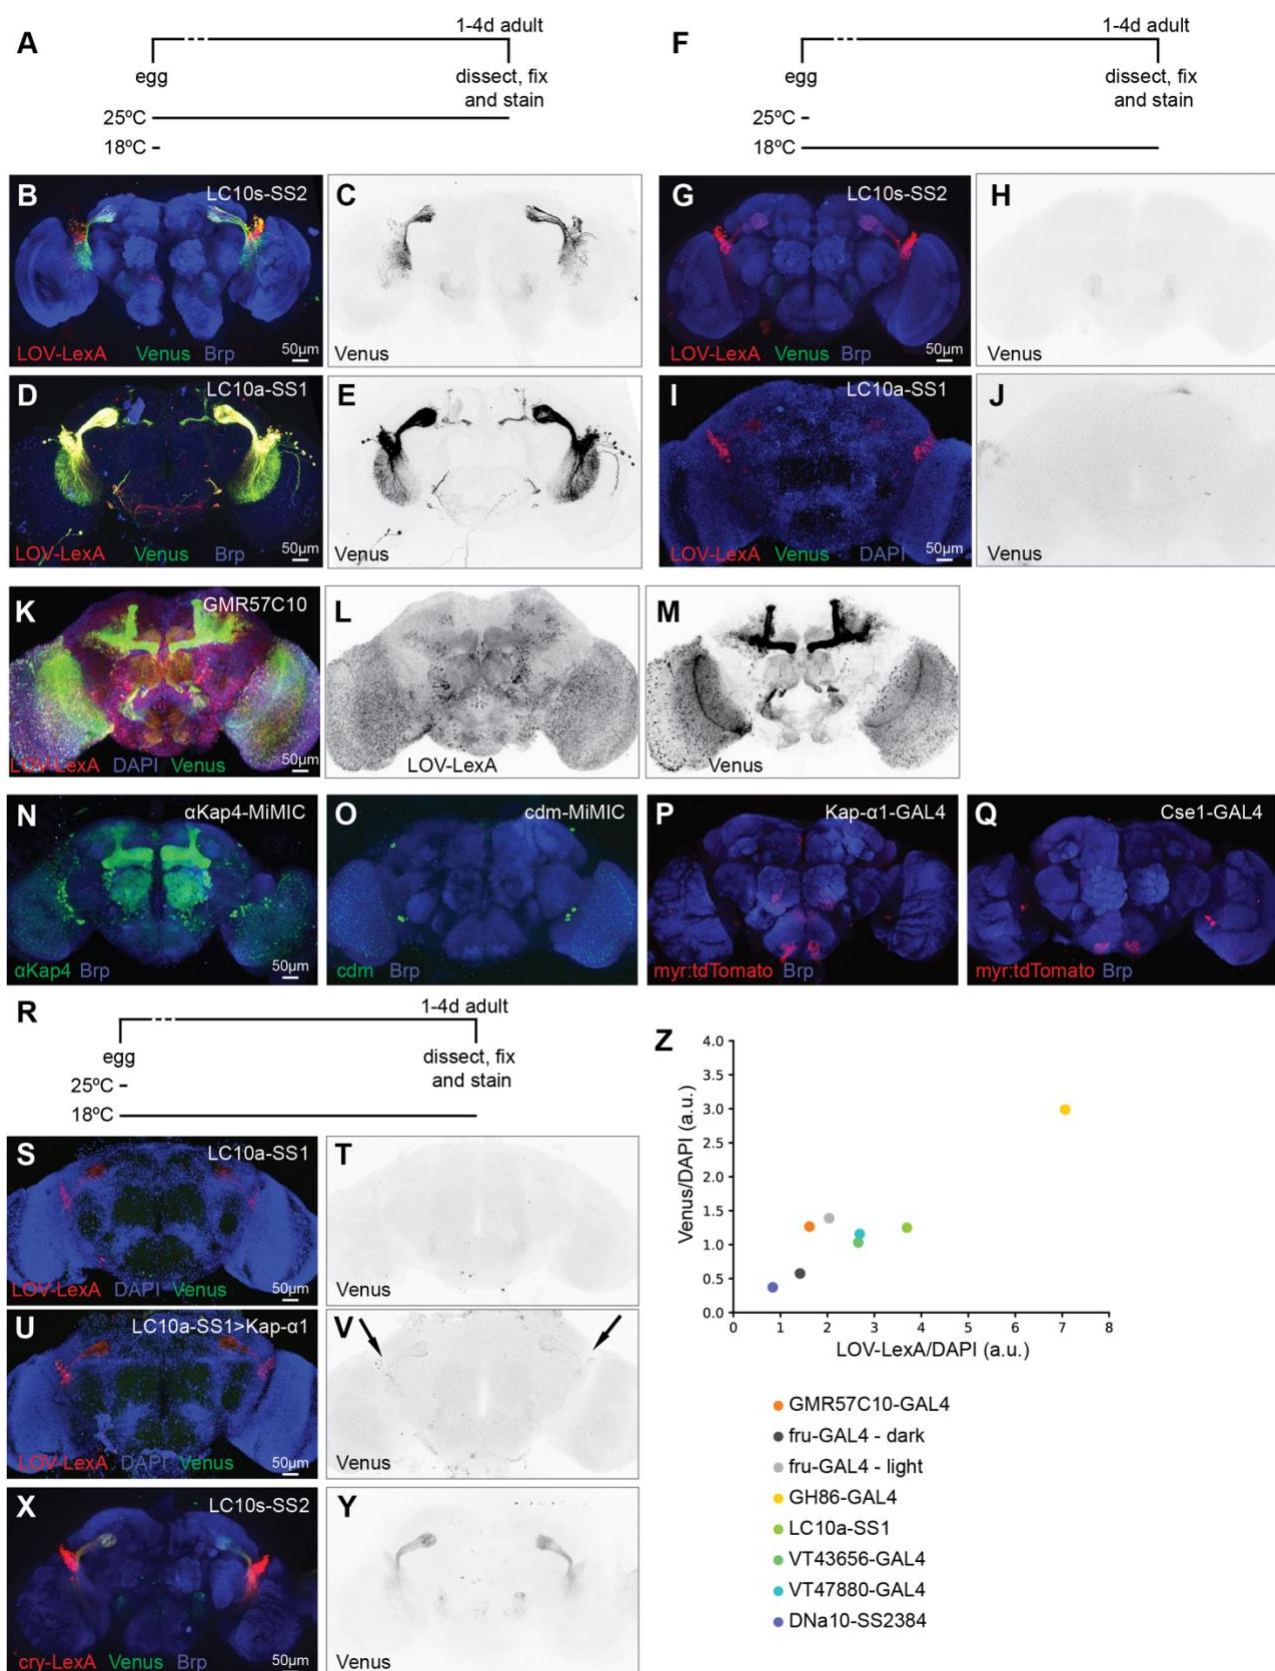 A
1-4d adult
egg
dissect, fix
and stain
25ºC
18ºC
F
1-4d adult
egg
dissect, fix
and stain
25ºC
18ºC
B
LC10s-SS2
LOV-LexA Venus Brp
50µm
C
Venus
G
LC10s-SS2
LOV-LexA Venus Brp
50µm
H
Venus
D
LC10a-SS1
LOV-LexA Venus Brp
50µm
E
Venus
I
LC10a-SS1
LOV-LexA Venus DAPI
50µm
J
Venus
K
GMR57C10
LOV-LexA DAPI Venus
50µm
L
LOV-LexA
M
Venus
N
αKap4-MiMIC
αKap4 Brp
50µm
O
cdm-MiMIC
cdm Brp
P
Kap-α1-GAL4
myr:tdTomato Brp
Q
Cse1-GAL4
myr:tdTomato Brp
R
1-4d adult
egg
dissect, fix
and stain
25ºC
18ºC
S
LC10a-SS1
LOV-LexA DAPI Venus
50µm
T
Venus
U
LC10a-SS1>Kap-α1
LOV-LexA DAPI Venus
50µm
V
Venus
X
LC10s-SS2
cry-LexA Venus Brp
50µm
Y
Venus
Z
Venus/DAPI (a.u.)
4.0
3.5
3.0
2.5
2.0
1.5
1.0
0.5
0.0
0 1 2 3 4 5 6 7 8
LOV-LexA/DAPI (a.u.)
GMR57C10-GAL4
fru-GAL4 - dark
fru-GAL4 - light
GH86-GAL4
LC10a-SS1
VT43656-GAL4
VT47880-GAL4
DNa10-SS2384